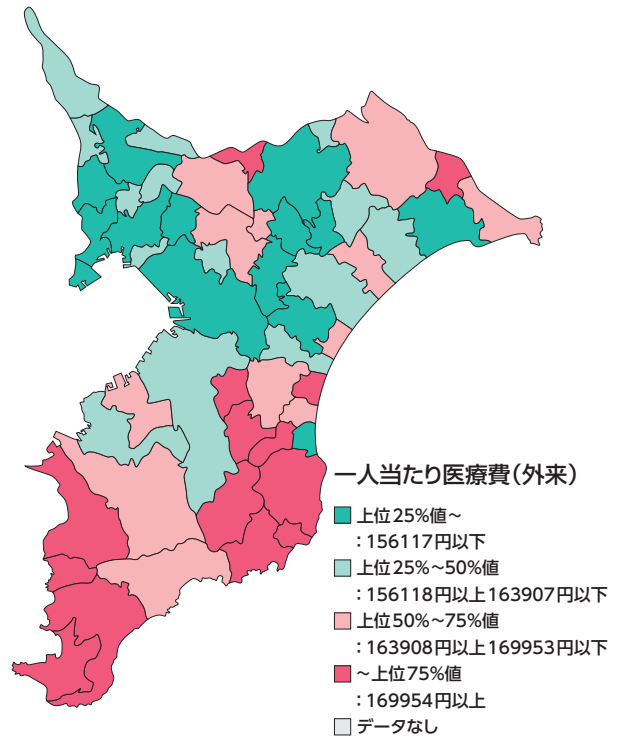 一人当たり医療費（外来）
上位25%値～
：156117円以下
上位25%～50%値
：156118円以上163907円以下
上位50%～75%値
：163908円以上169953円以下
～上位75%値
：169954円以上
データなし